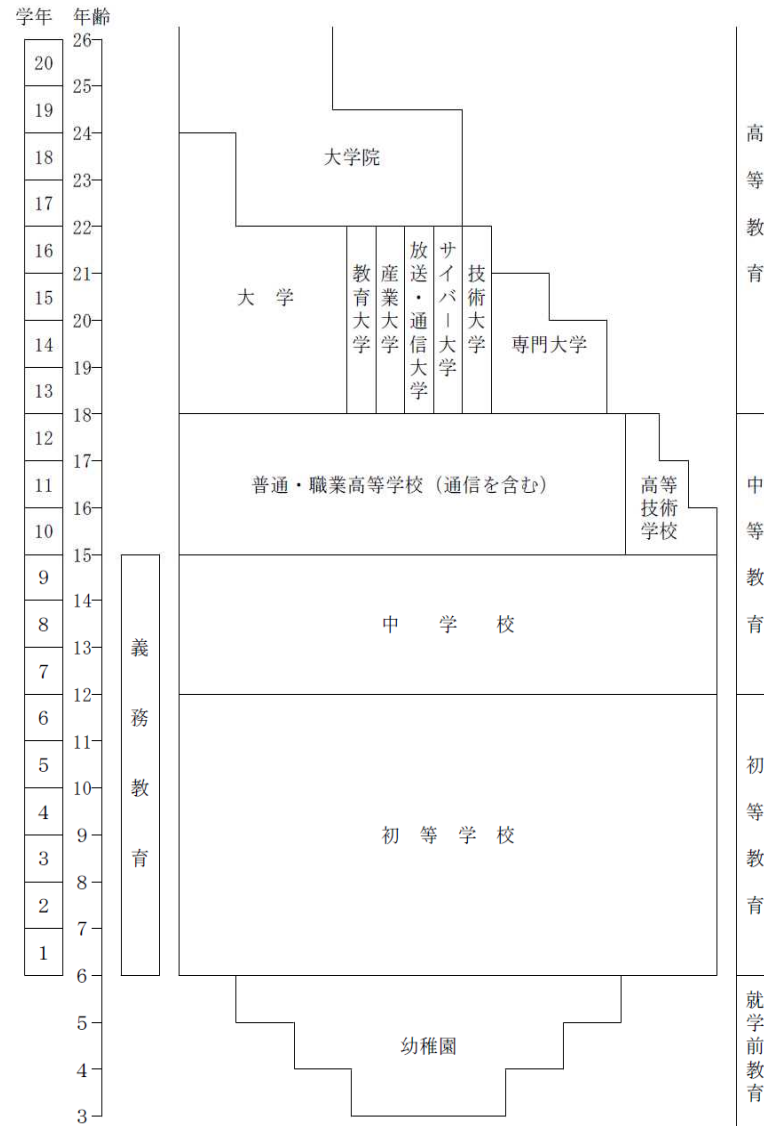 学年 年齢
26
20
25
19
24
18
23
17
22
16
21
15
20
14
19
13
18
12
17
11
16
10
15
9
14
8
13
7
12
6
11
5
10
4
9
3
8
2
7
1
6
5
4
3
義務教育
大学院
大 学
教育大学
産業大学
放送・通信大学
サイバー大学
技術大学
専門大学
普通・職業高等学校(通信を含む)
高等
技術
学校
中 学 校
初 等 学 校
幼稚園
高等教育
中等教育
初等教育
就学前教育